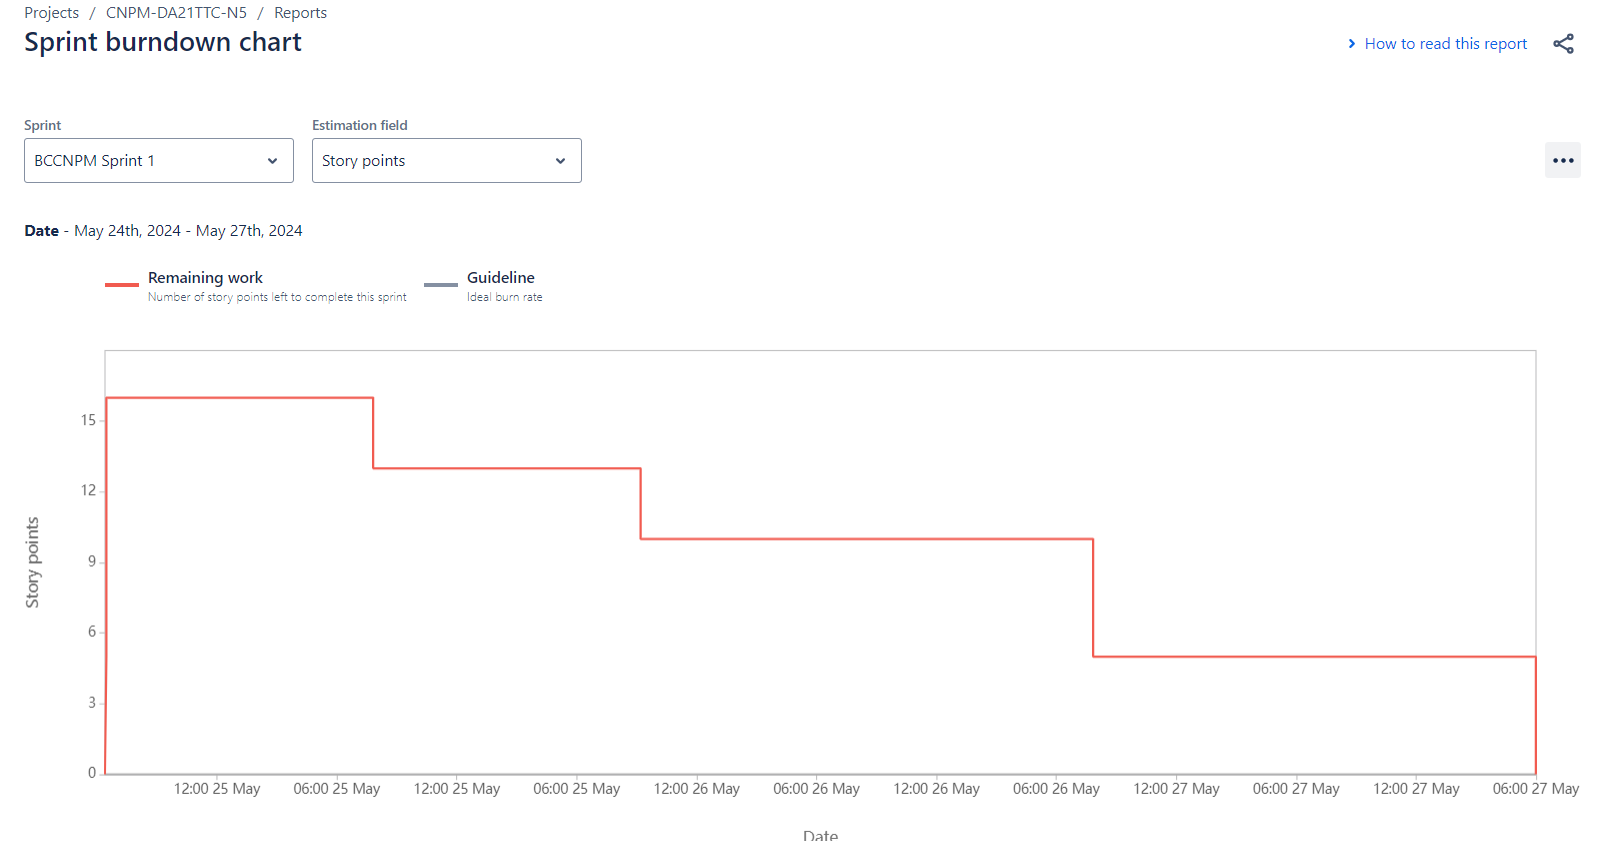 Projects / CNPM-DA21TTC-N5 / Reports
Sprint burndown chart
How to read this report
Sprint
Estimation field
BCCNPM Sprint 1
Story points
Date - May 24th, 2024 - May 27th, 2024
Remaining work
Number of story points left to complete this sprint
Guideline
Ideal burn rate
Story points
15
12
9
6
3
0
12:00 25 May
06:00 25 May
12:00 25 May
06:00 25 May
12:00 26 May
06:00 26 May
12:00 26 May
06:00 26 May
12:00 27 May
06:00 27 May
12:00 27 May
06:00 27 May
Date